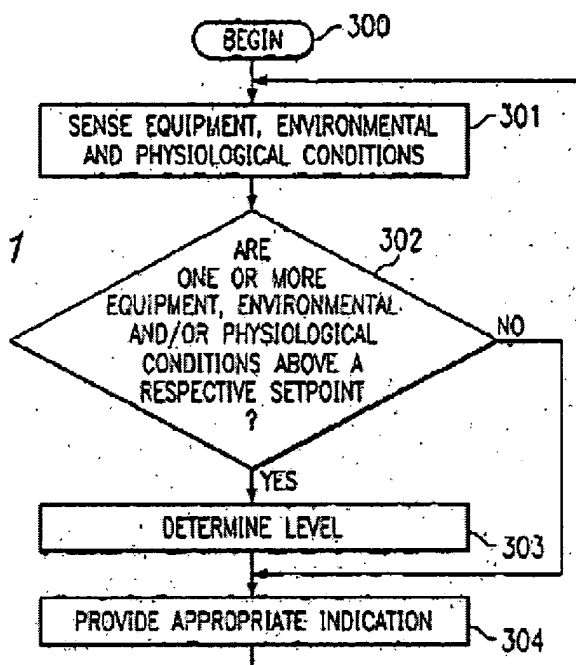 BEGIN
300
SENSE EQUIPMENT, ENVIRONMENTAL
AND PHYSIOLOGICAL CONDITIONS
301
1
302
ARE
ONE OR MORE
EQUIPMENT, ENVIRONMENTAL
AND/OR PHYSIOLOGICAL
CONDITIONS ABOVE A
RESPECTIVE SETPOINT
?
NO
YES
DETERMINE LEVEL
303
PROVIDE APPROPRIATE INDICATION
304